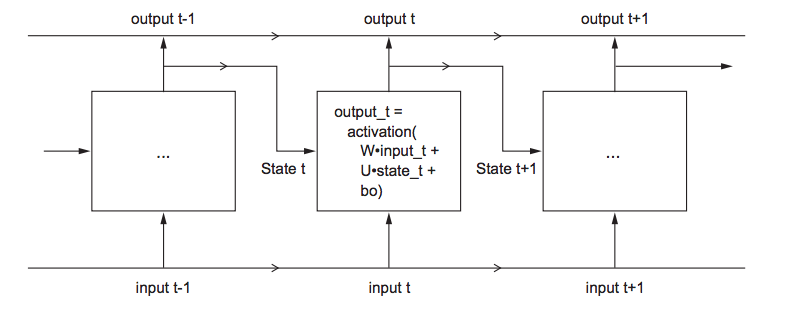 output t-1
output t
output t+1
...
output_t =
activation(
W•input_t +
U•state_t +
bo)
...
State t
State t+1
input t-1
input t
input t+1